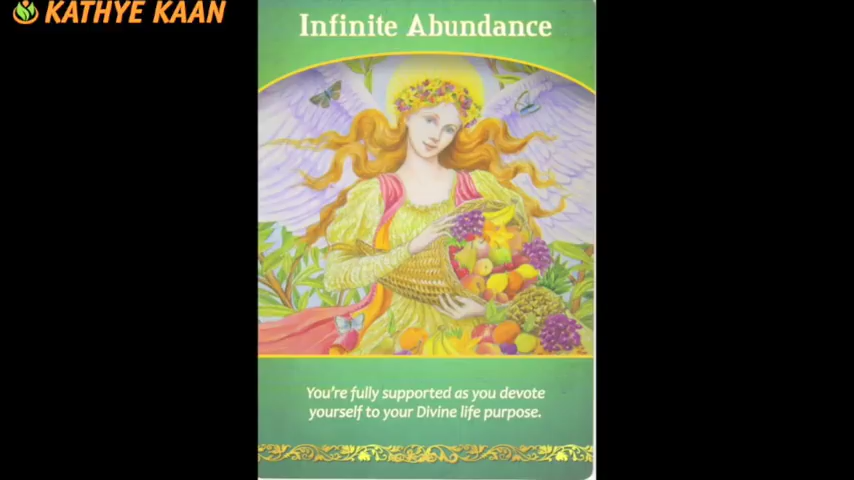 KATHYE KAAN
Infinite Abundance
You're fully supported as you devote
yourself to your Divine life purpose.